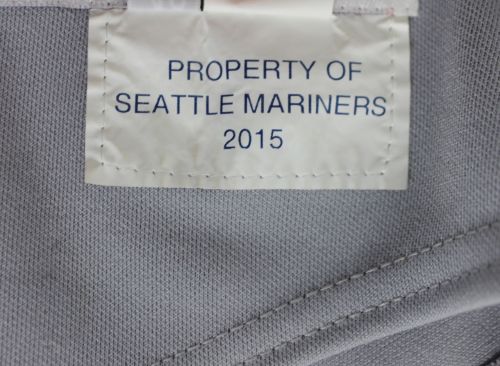 PROPERTY OF
SEATTLE MARINERS
2015